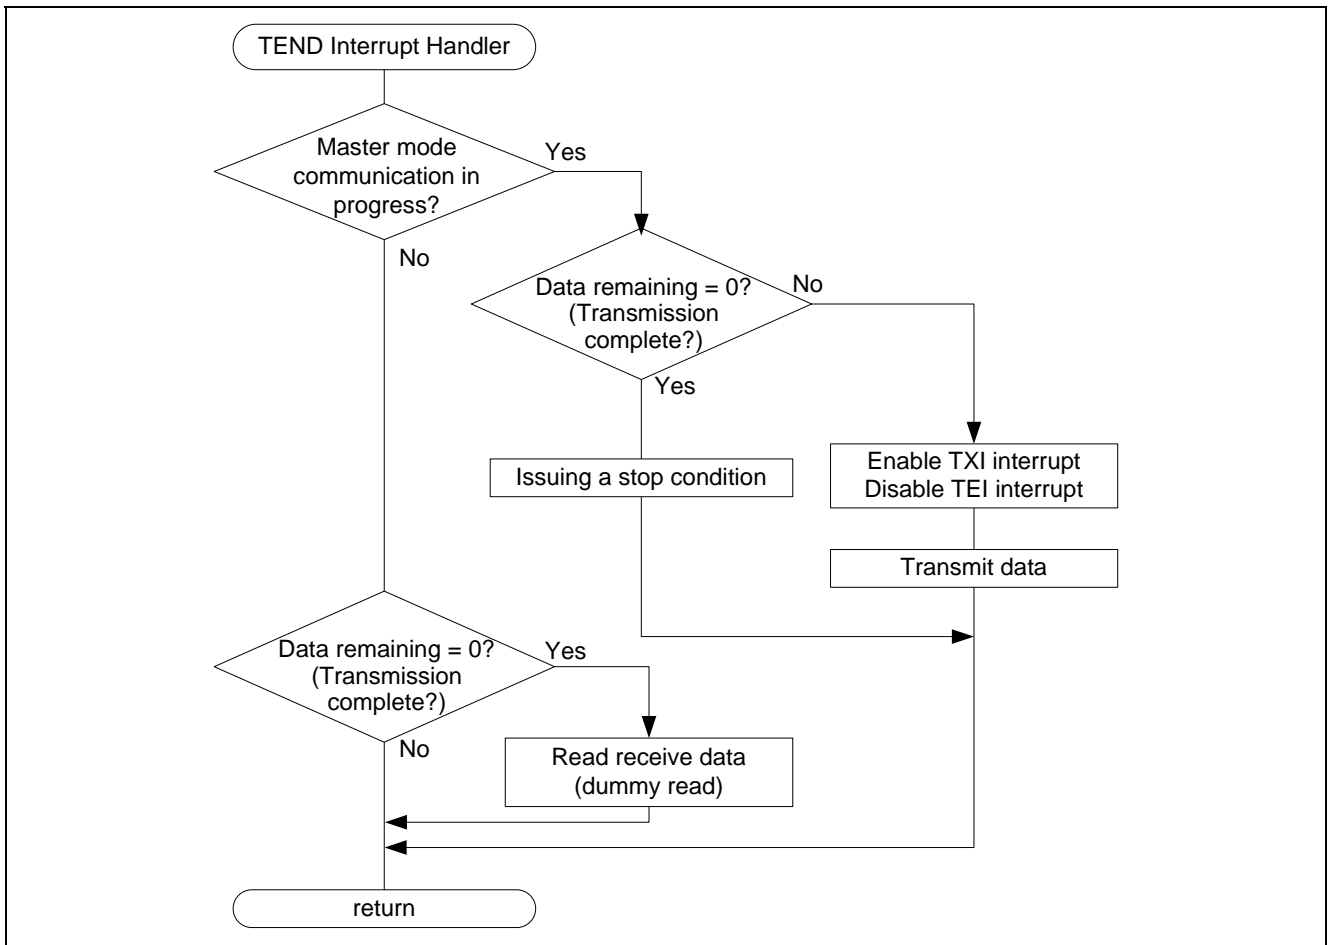 TEND Interrupt Handler
Master mode
communication in
progress?
Yes
No
Data remaining = 0?
(Transmission
complete?)
No
Yes
Issuing a stop condition
Enable TXI interrupt
Disable TEI interrupt
Transmit data
Data remaining = 0?
(Transmission
complete?)
Yes
No
Read receive data
(dummy read)
return